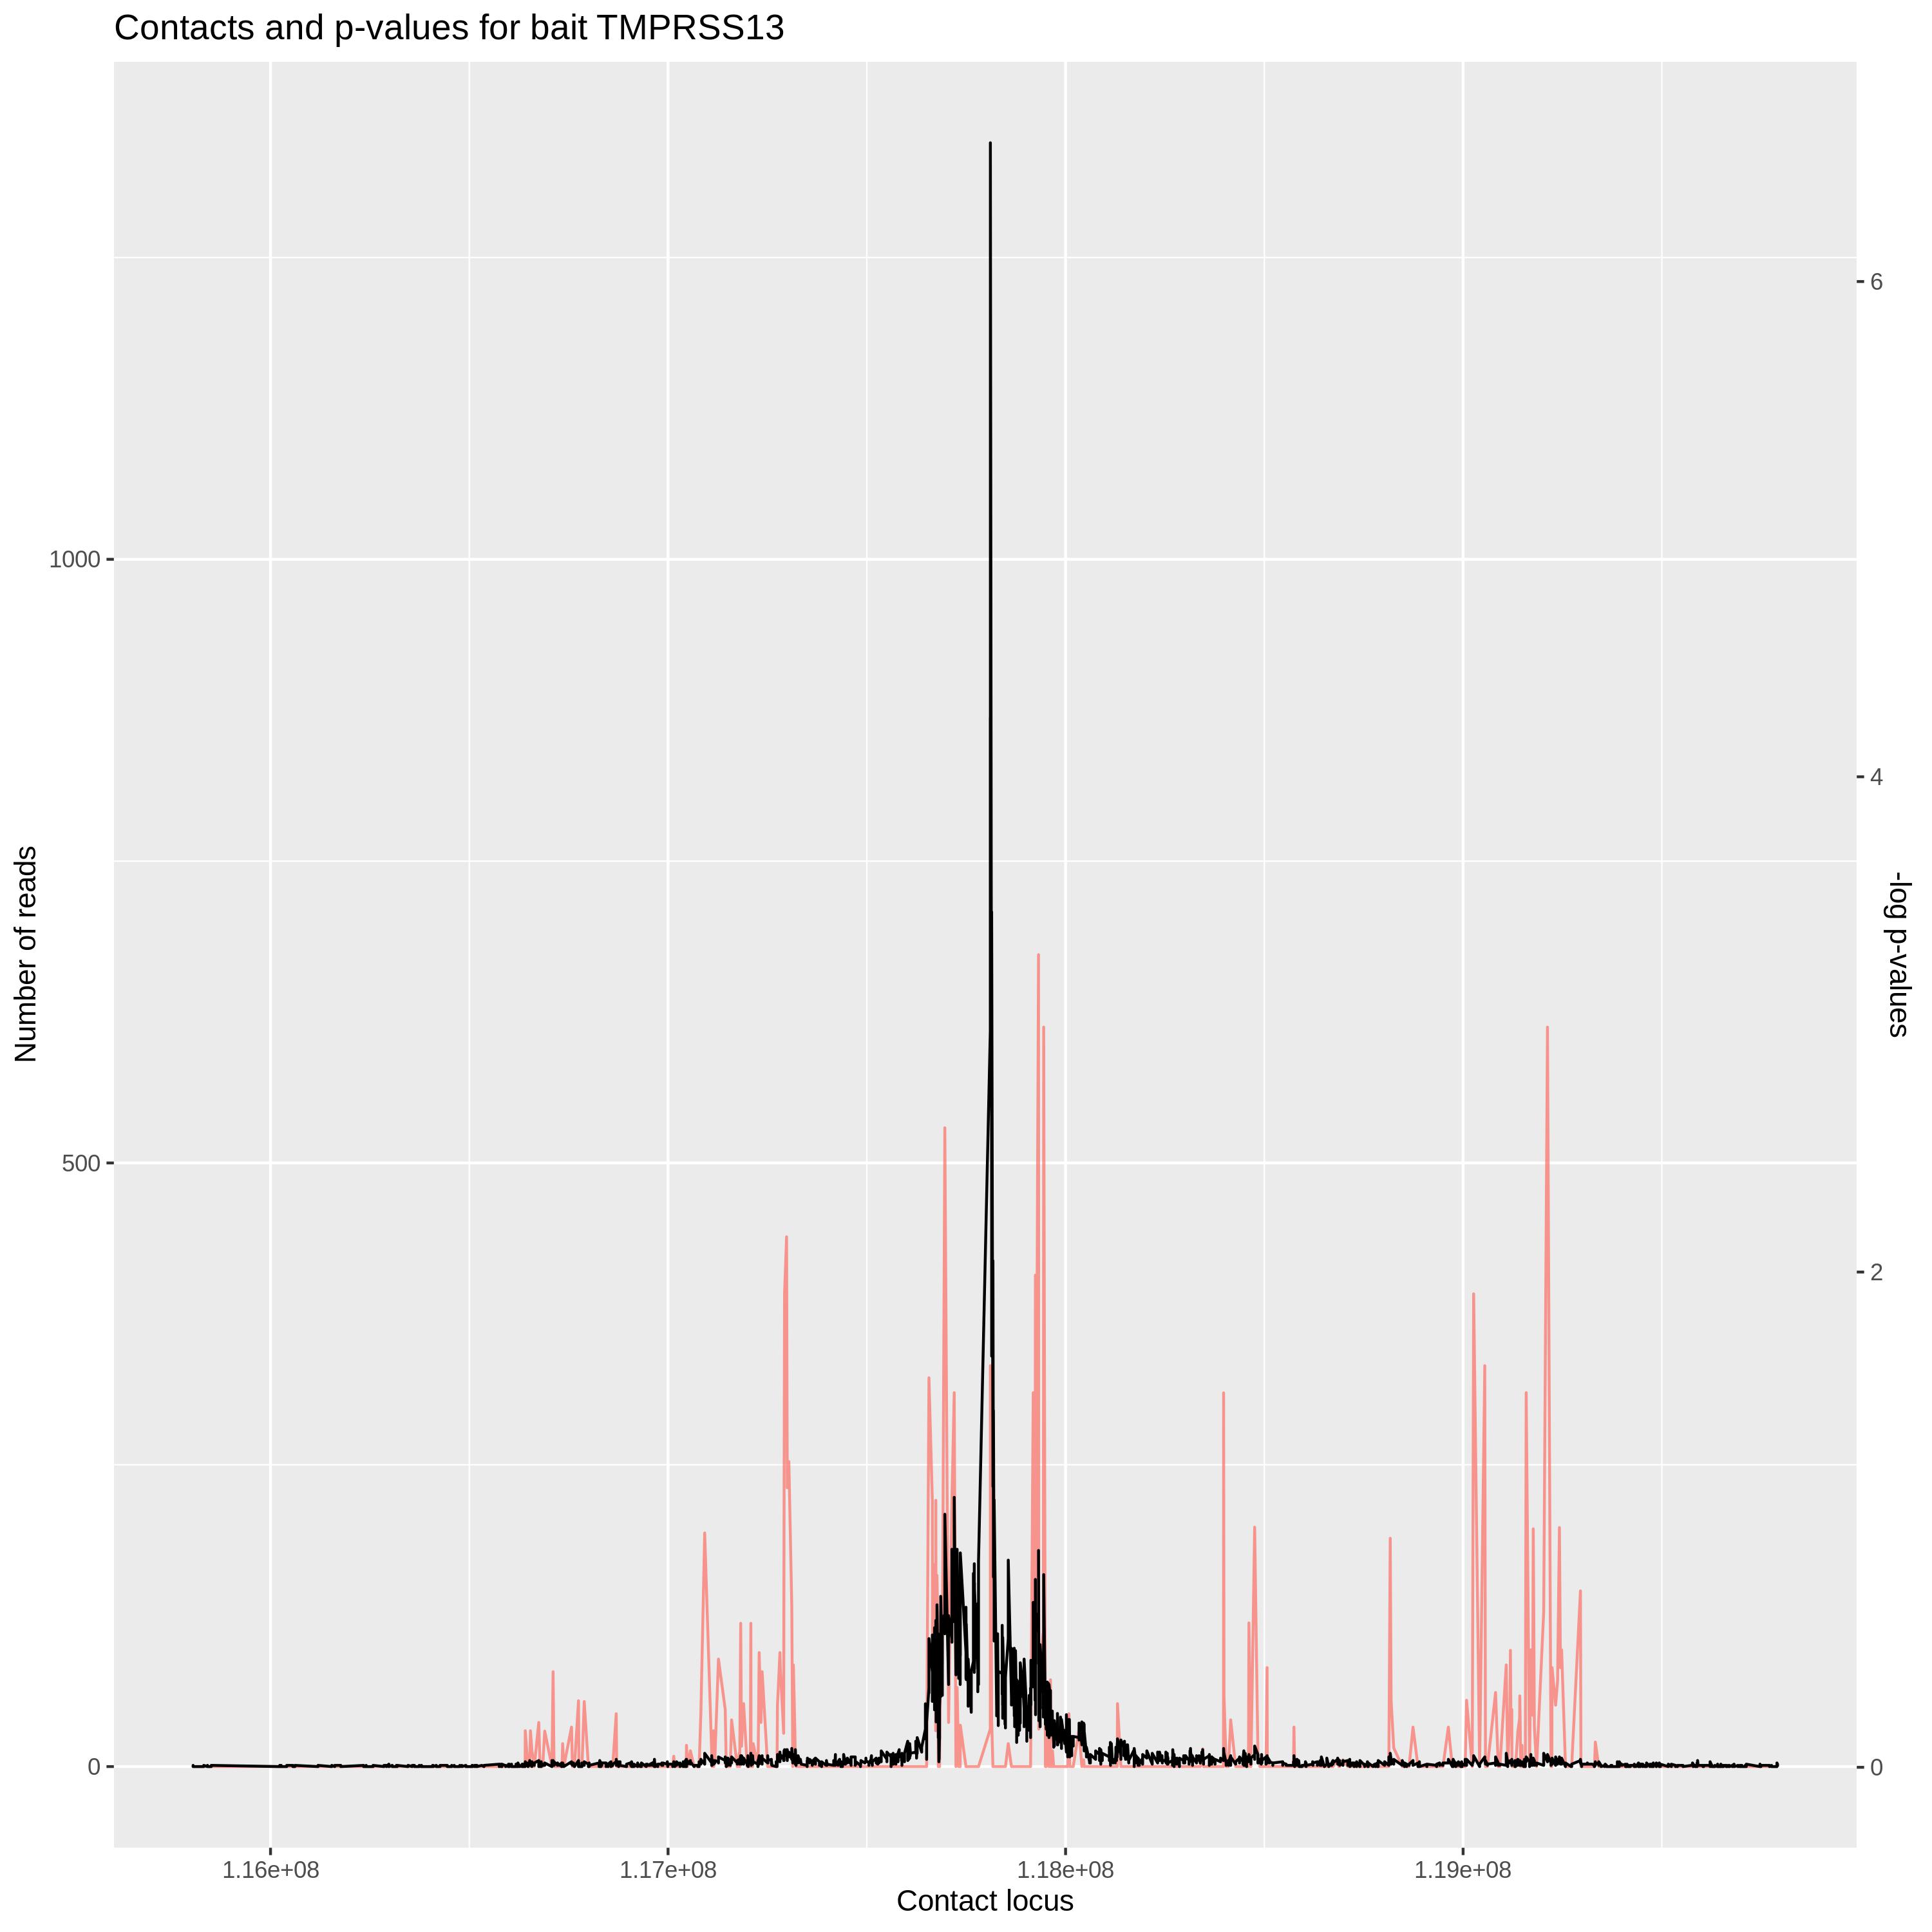 Contacts and p-values for bait TMPRSS13
1000
500
0
Number of reads
6
4
2
0
-log p-values
1.16e+08
1.17e+08
1.18e+08
1.19e+08
Contact locus